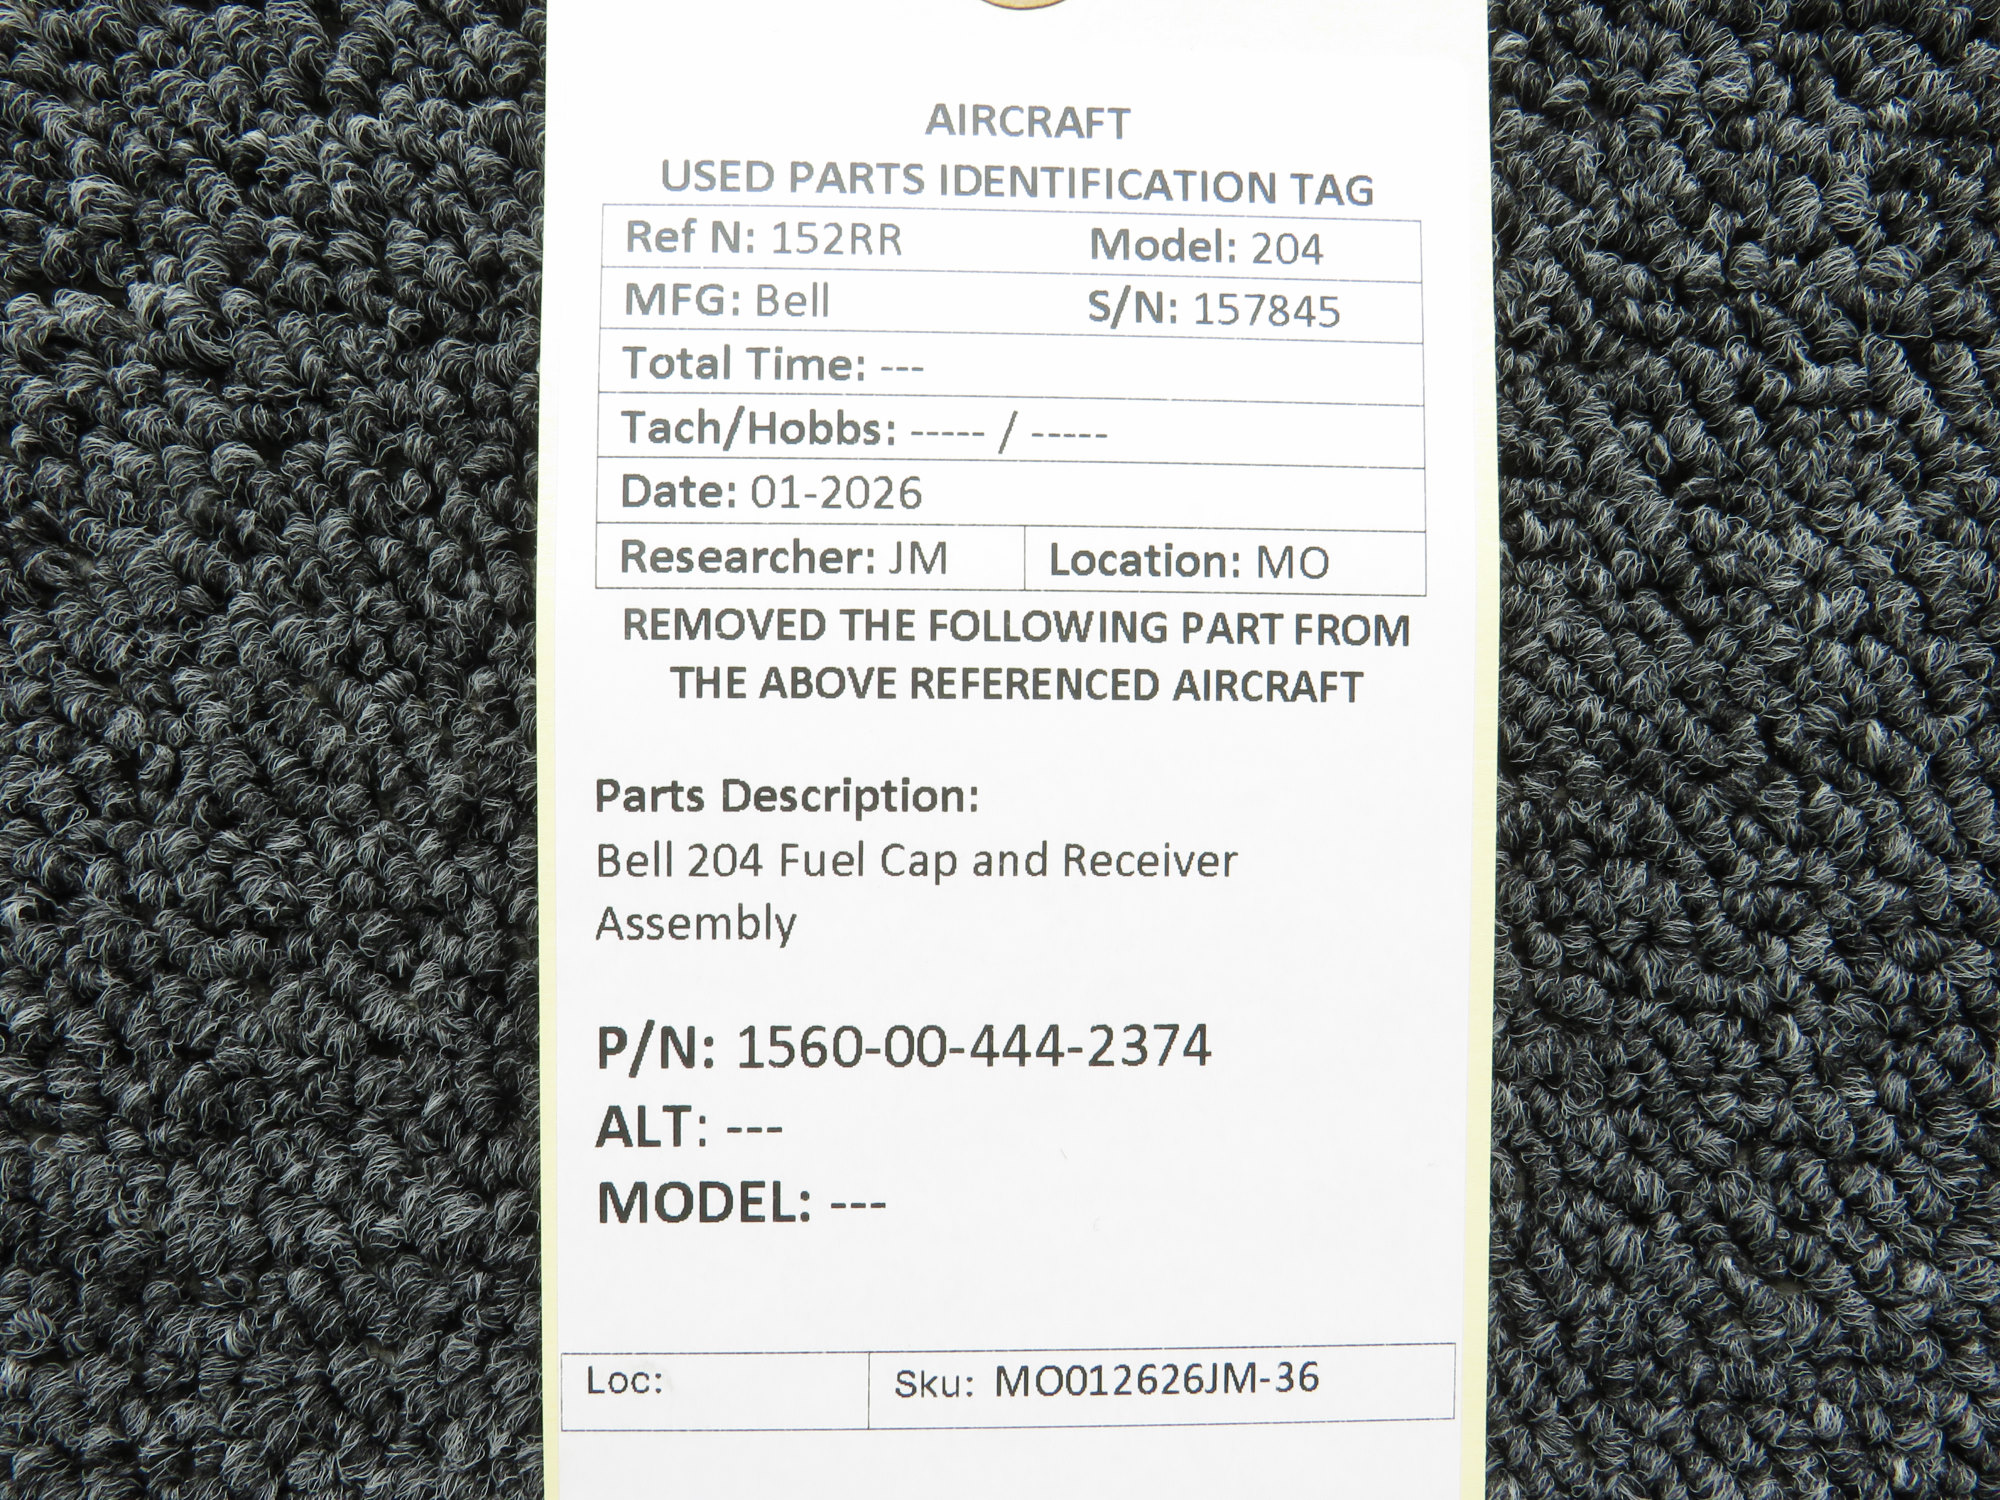 AIRCRAFT
USED PARTS IDENTIFICATION TAG
Ref N: 152RR Model: 204
MFG: Bell S/N: 157845
Total Time: ---
Tach/Hobbs: ----- / -----
Date: 01-2026
Researcher: JM Location: MO
REMOVED THE FOLLOWING PART FROM
THE ABOVE REFERENCED AIRCRAFT
Parts Description:
Bell 204 Fuel Cap and Receiver
Assembly
P/N: 1560-00-444-2374
ALT: ---
MODEL: ---
Loc: Sku: MO012626JM-36